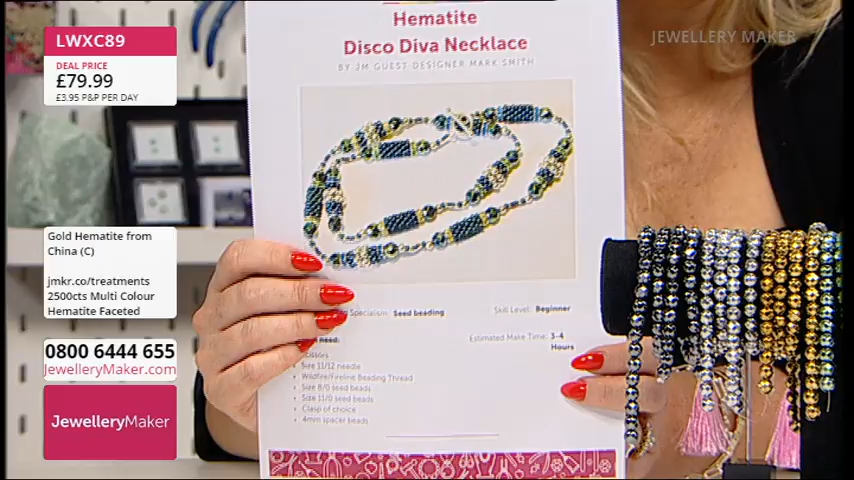 LWXC89
DEAL PRICE
£79.99
£3.95 P&P PER DAY
Gold Hematite from
China (C)
jmkr.co/treatments
2500cts Multi Colour
Hematite Faceted
0800 6444 655
JewelleryMaker.com
JewelleryMaker
JEWELLERY MAKER
Hematite
Disco Diva Necklace
BY JM GUEST DESIGNER MARK SMITH
Specialism: Seed beading
Skill Level: Beginner
Estimated Make Time: 3-4
Hours
need:
Size 11/12 needle
Wildfire/Fireline Beading Thread
Size 8/0 seed beads
Size 11/0 seed beads
Clasp of choice
4mm spacer beads